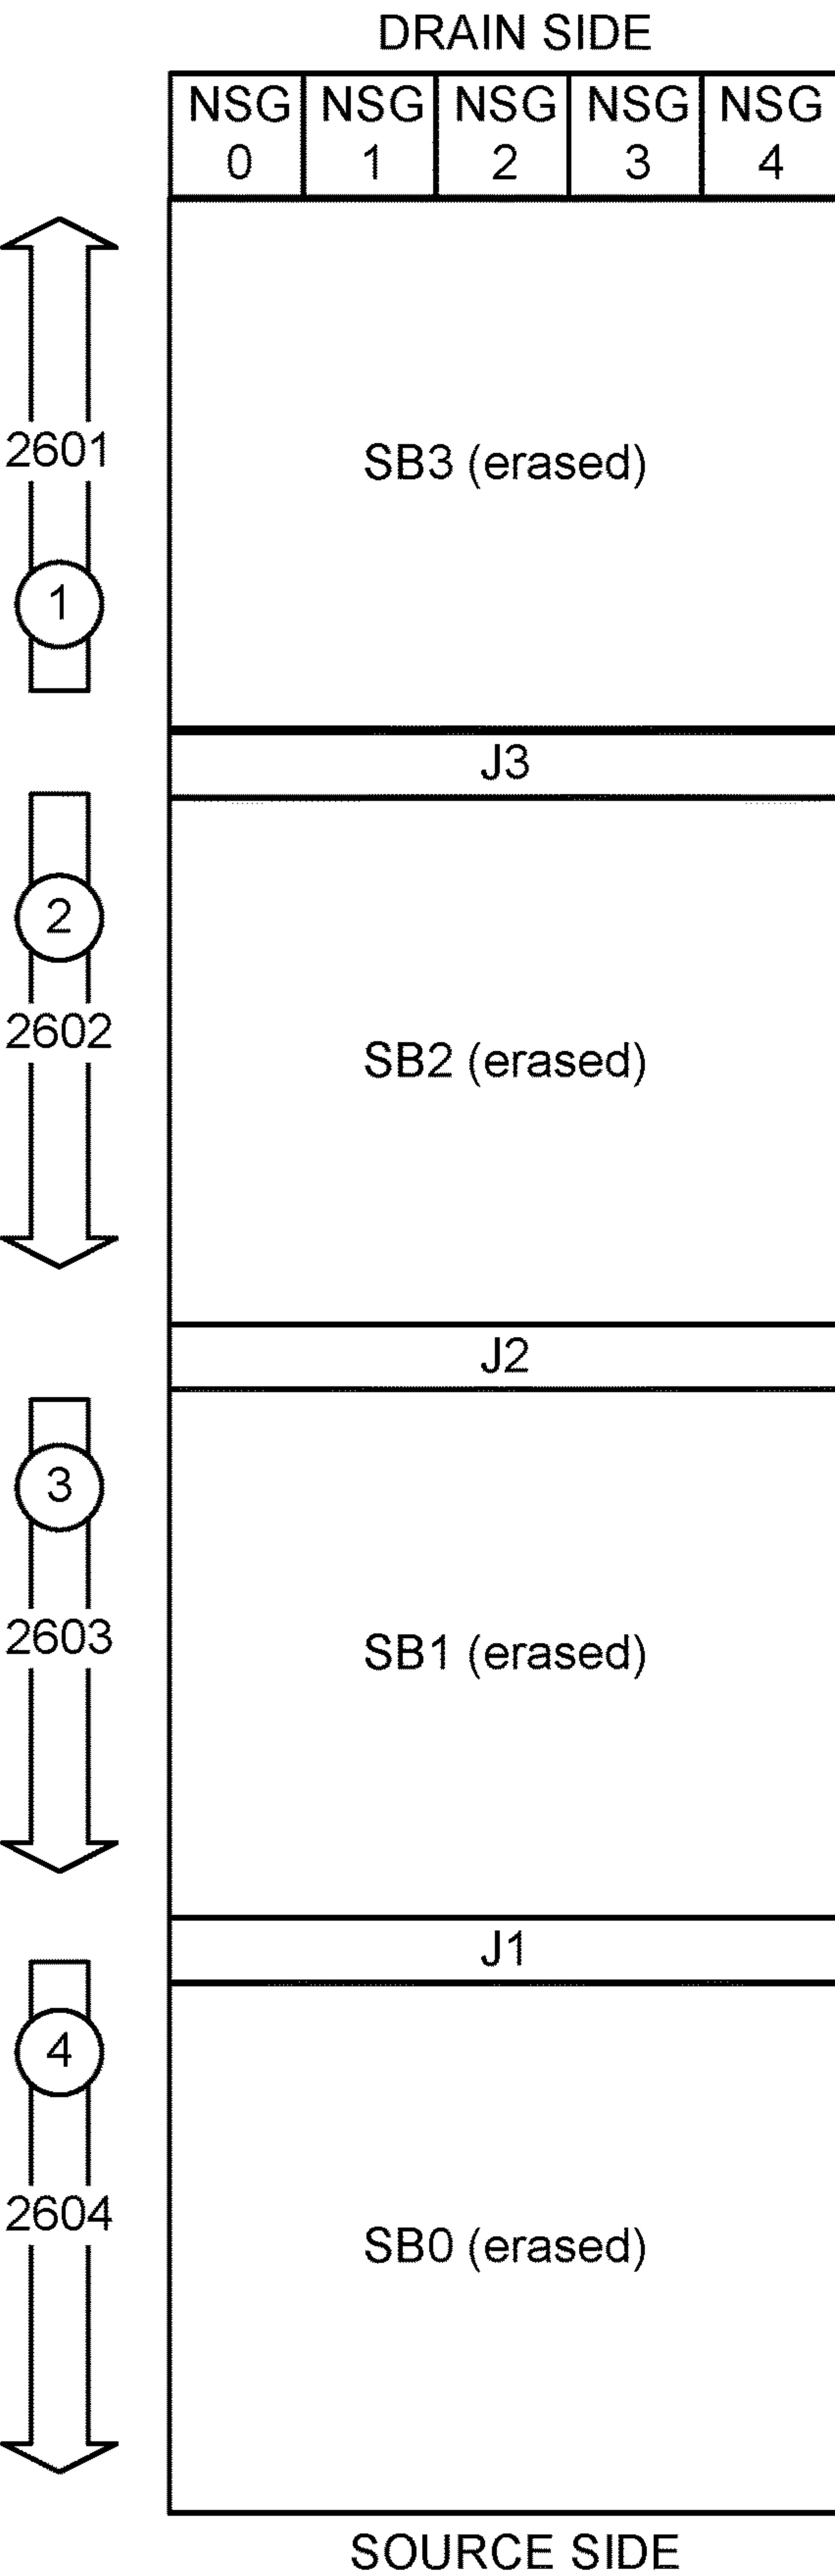 DRAIN SIDE
NSG 0
NSG 1
NSG 2
NSG 3
NSG 4
2601
SB3 (erased)
1
J3
2
2602
SB2 (erased)
J2
3
2603
SB1 (erased)
J1
4
2604
SB0 (erased)
SOURCE SIDE